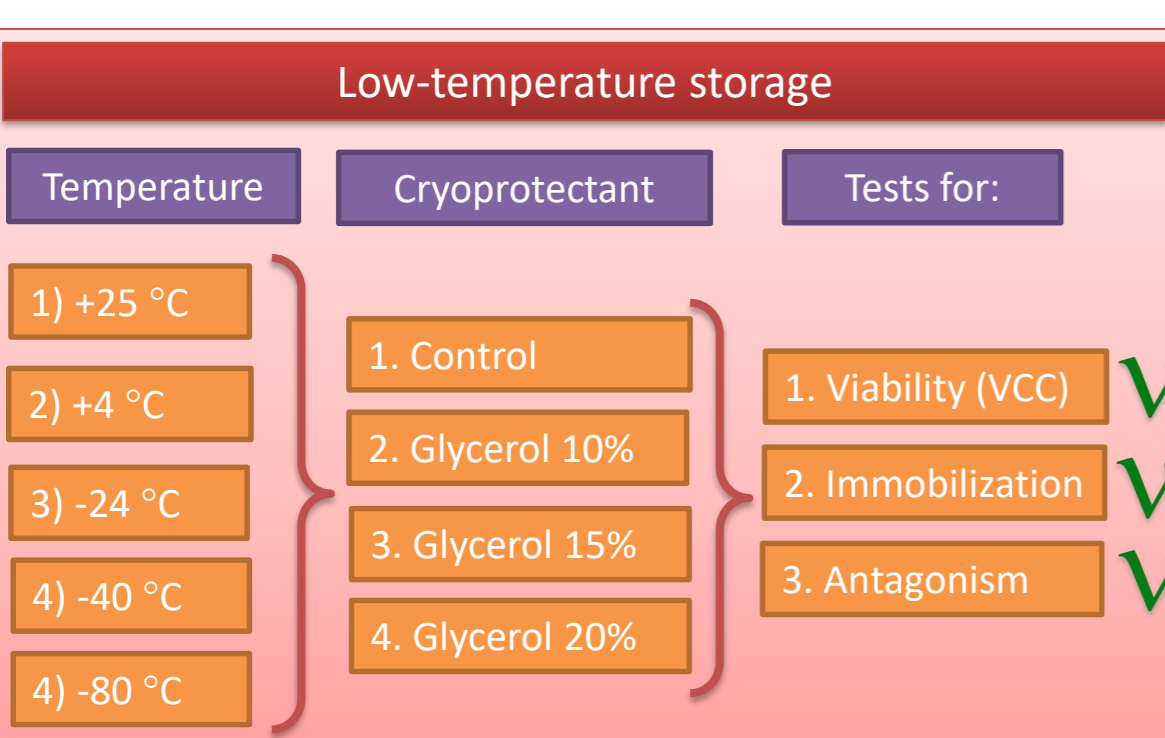 Low-temperature storage
Temperature
Cryoprotectant
Tests for:
1) +25 °C
2) +4 °C
3) -24 °C
4) -40 °C
4) -80 °C
1. Control
2. Glycerol 10%
3. Glycerol 15%
4. Glycerol 20%
1. Viability (VCC)
2. Immobilization
3. Antagonism